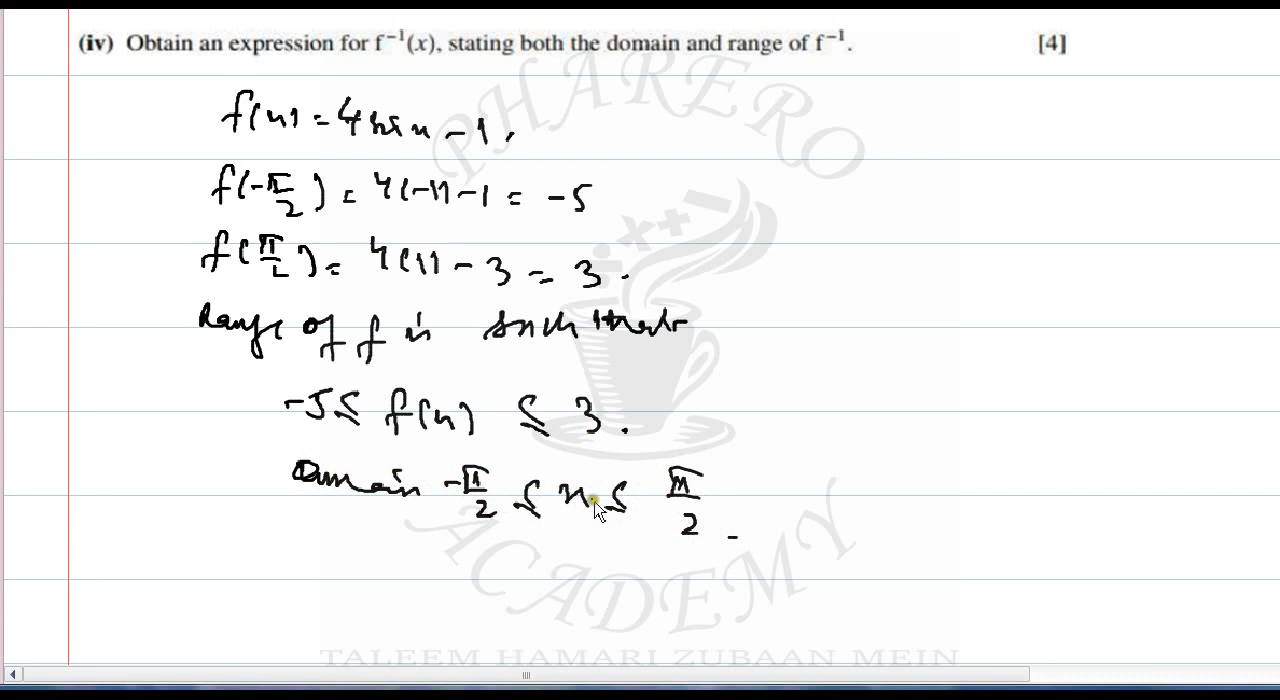 (iv) Obtain an expression for f⁻¹(x), stating both the domain and range of f⁻¹. [4]
f(x) = 4 sin x - 1.
f(-π/2) = 4(-1) - 1 = -5
f(π/2) = 4(1) - 3 = 3.
Range of f is such that
-5 ≤ f(x) ≤ 3.
Domain -π/2 ≤ x ≤ π/2.
PHARERO
ACADEMY
TALEEM HAMARI ZUBAAN MEIN